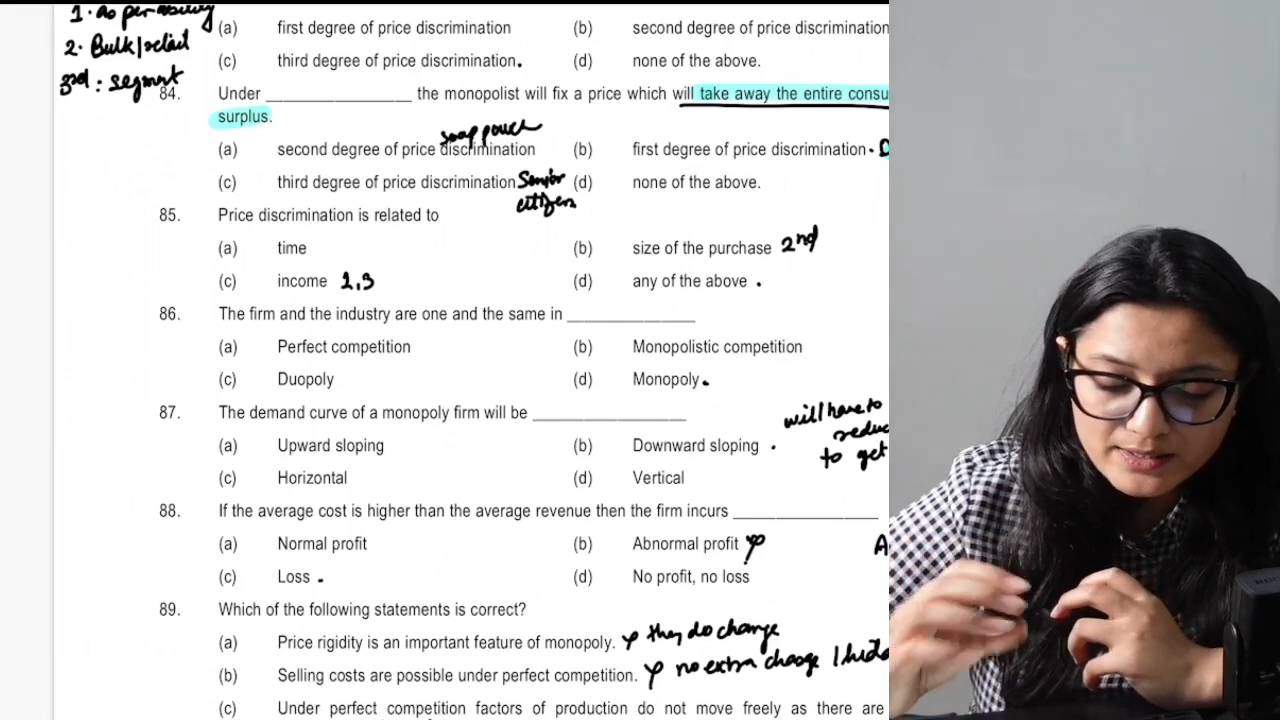 1. as per ability
(a) first degree of price discrimination (b) second degree of price discrimination
2. Bulk/retail
(c) third degree of price discrimination. (d) none of the above.
3rd: segment
84. Under ________________ the monopolist will fix a price which will take away the entire consu
surplus.
soap pouch
(a) second degree of price discrimination (b) first degree of price discrimination. D
(c) third degree of price discrimination Senior citizen (d) none of the above.
85. Price discrimination is related to
(a) time (b) size of the purchase 2nd
(c) income 1,3 (d) any of the above .
86. The firm and the industry are one and the same in ______________
(a) Perfect competition (b) Monopolistic competition
(c) Duopoly (d) Monopoly.
87. The demand curve of a monopoly firm will be _________________
will have to
reduc
to get
(a) Upward sloping (b) Downward sloping .
(c) Horizontal (d) Vertical
88. If the average cost is higher than the average revenue then the firm incurs ________________
(a) Normal profit (b) Abnormal profit A
(c) Loss . (d) No profit, no loss
89. Which of the following statements is correct?
(a) Price rigidity is an important feature of monopoly. they do change
(b) Selling costs are possible under perfect competition. no extra charge
(c) Under perfect competition factors of production do not move freely as there are